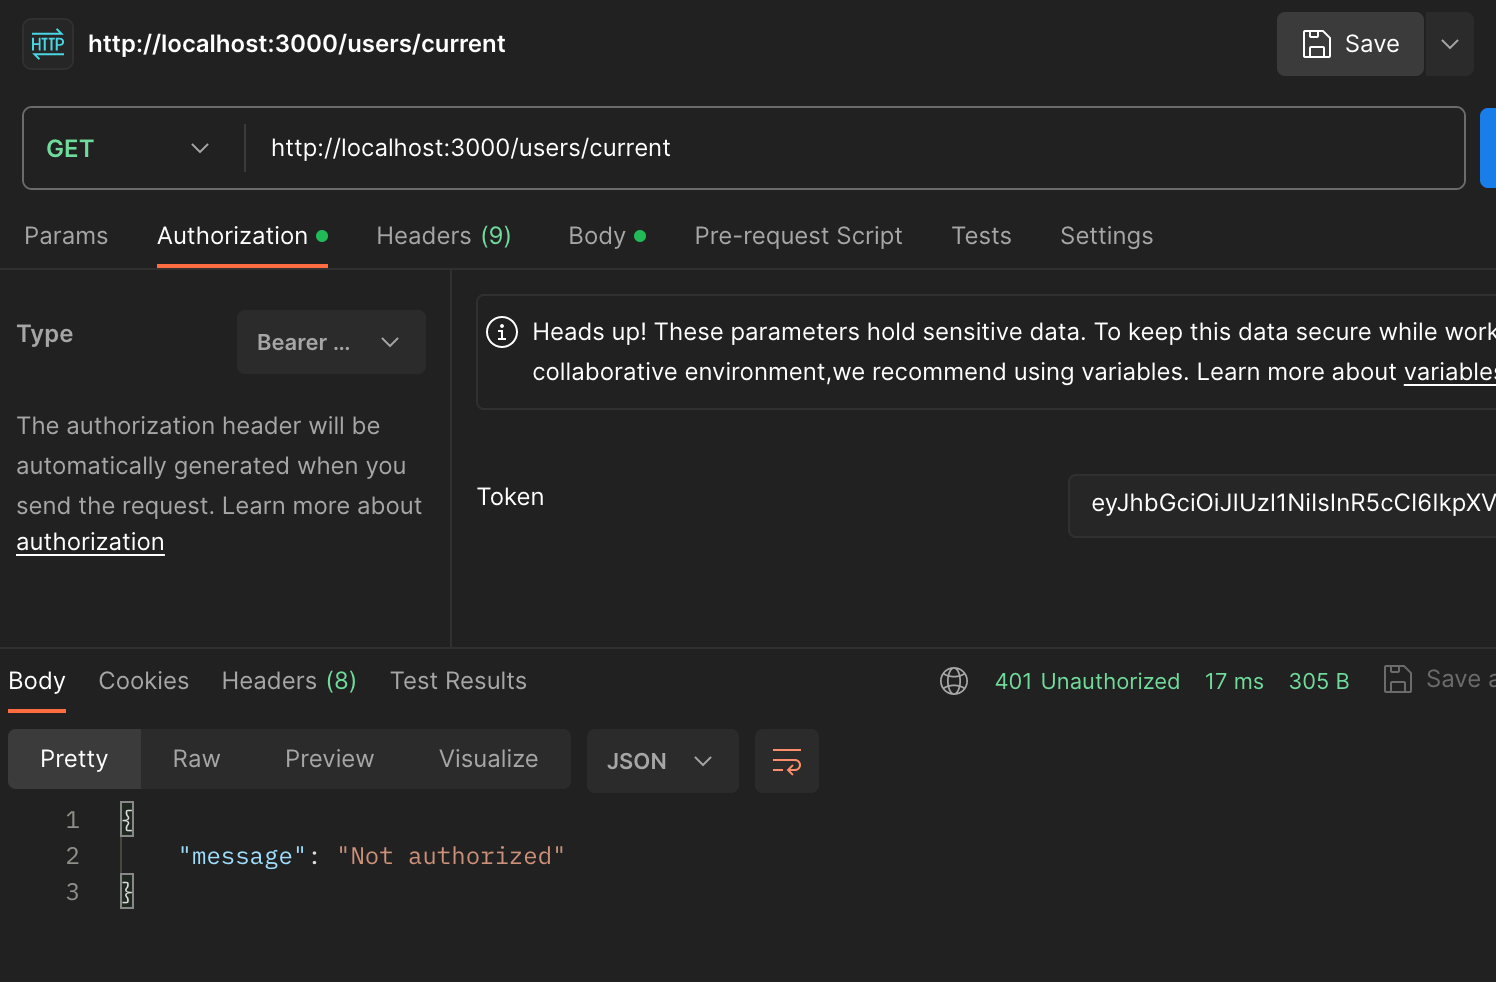 HTTP http://localhost:3000/users/current Save
GET http://localhost:3000/users/current
Params Authorization Headers (9) Body Pre-request Script Tests Settings
Type Bearer ...
The authorization header will be
automatically generated when you
send the request. Learn more about
authorization
Heads up! These parameters hold sensitive data. To keep this data secure while work
collaborative environment,we recommend using variables. Learn more about variables
Token eyJhbGciOiJIUzI1NiIsInR5cCI6IkpXV
Body Cookies Headers (8) Test Results 401 Unauthorized 17 ms 305 B Save a
Pretty Raw Preview Visualize JSON
1 {
2 "message": "Not authorized"
3 }